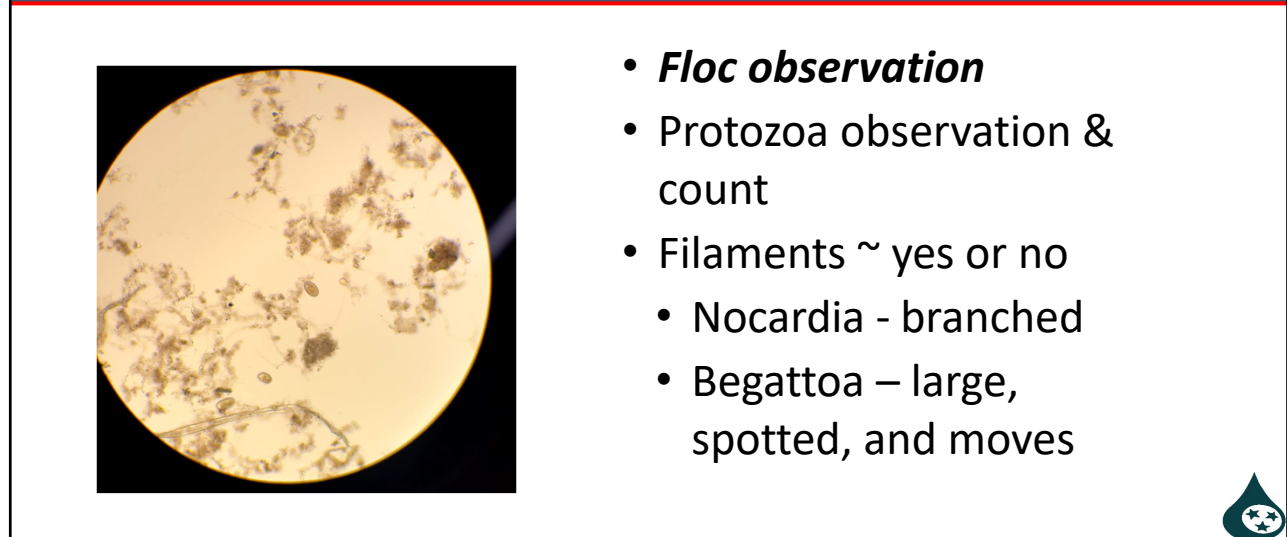 • Floc observation
• Protozoa observation &
count
• Filaments ~ yes or no
• Nocardia - branched
• Begattoa – large,
spotted, and moves